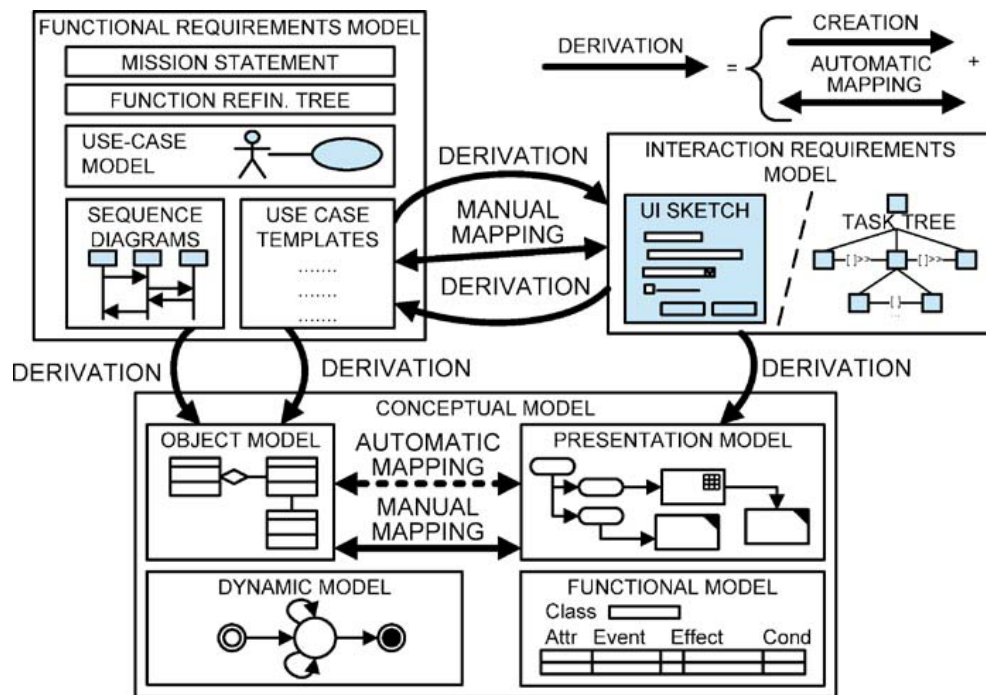 FUNCTIONAL REQUIREMENTS MODEL
MISSION STATEMENT
FUNCTION REFIN. TREE
USE-CASE
MODEL
SEQUENCE
DIAGRAMS
USE CASE
TEMPLATES
.......
.......
.......
DERIVATION
=
CREATION
+
AUTOMATIC
MAPPING
DERIVATION
MANUAL
MAPPING
DERIVATION
INTERACTION REQUIREMENTS
MODEL
UI SKETCH
TASK TREE
[ ]>>
[ ]>>
[ ]
...
DERIVATION
DERIVATION
DERIVATION
CONCEPTUAL MODEL
OBJECT MODEL
AUTOMATIC
MAPPING
MANUAL
MAPPING
PRESENTATION MODEL
DYNAMIC MODEL
FUNCTIONAL MODEL
Class
Attr Event Effect Cond